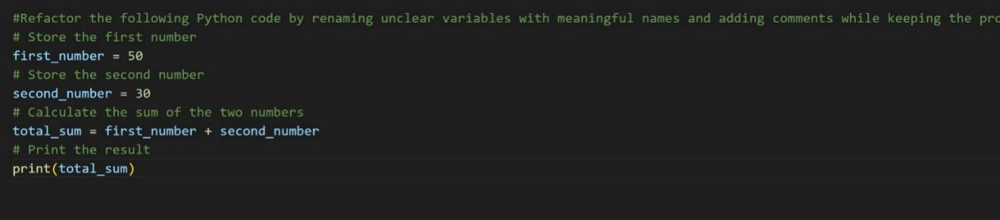 #Refactor the following Python code by renaming unclear variables with meaningful names and adding comments while keeping the pro
# Store the first number
first_number = 50
# Store the second number
second_number = 30
# Calculate the sum of the two numbers
total_sum = first_number + second_number
# Print the result
print(total_sum)